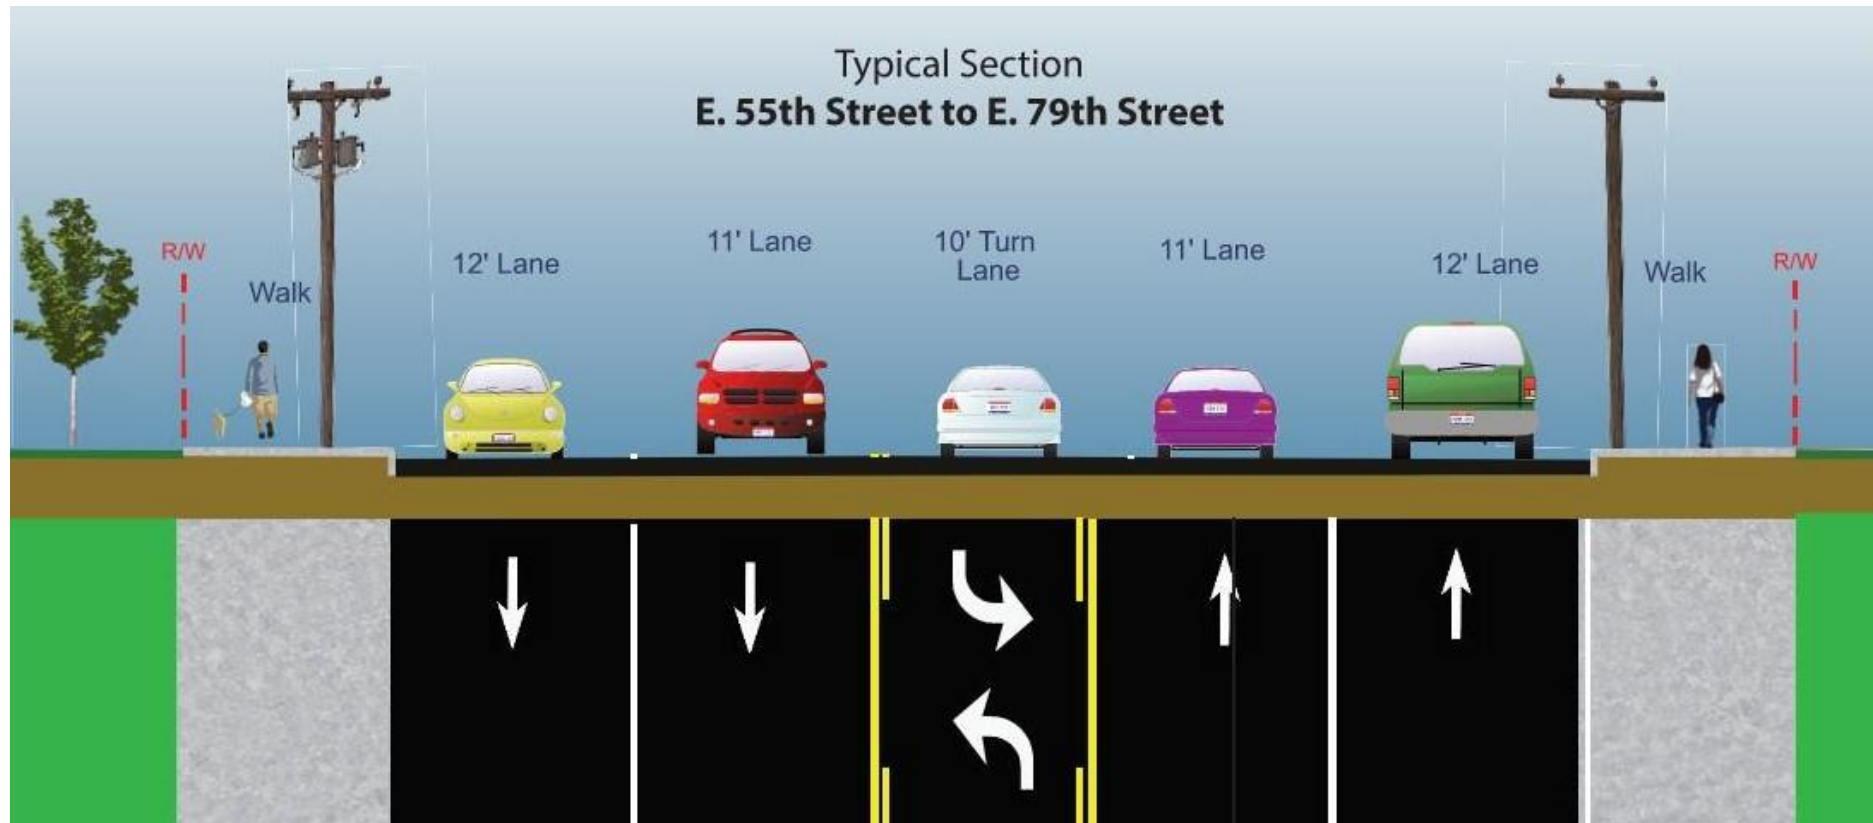 Typical Section
E. 55th Street to E. 79th Street
R/W
Walk
12' Lane
11' Lane
10' Turn
Lane
11' Lane
12' Lane
Walk
R/W